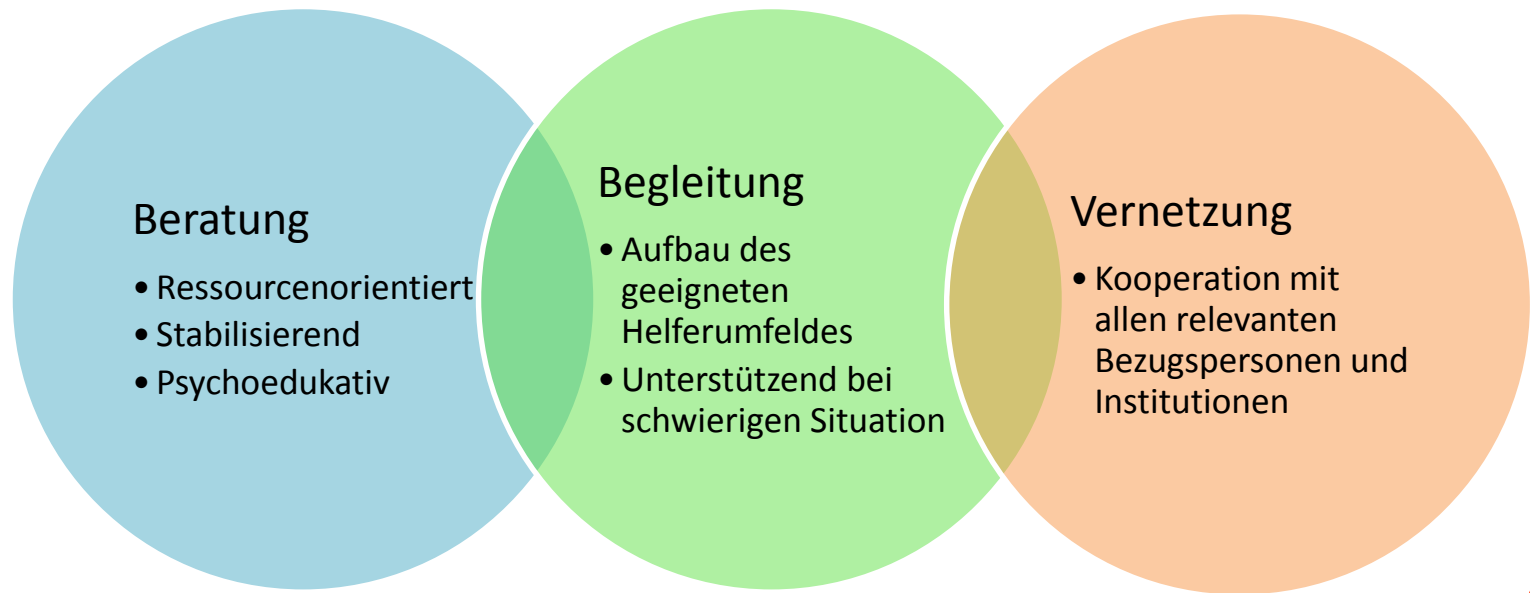 Beratung
• Ressourcenorientiert
• Stabilisierend
• Psychoedukativ
Begleitung
• Aufbau des
geeigneten
Helferumfeldes
• Unterstützend bei
schwierigen Situation
Vernetzung
• Kooperation mit
allen relevanten
Bezugspersonen und
Institutionen